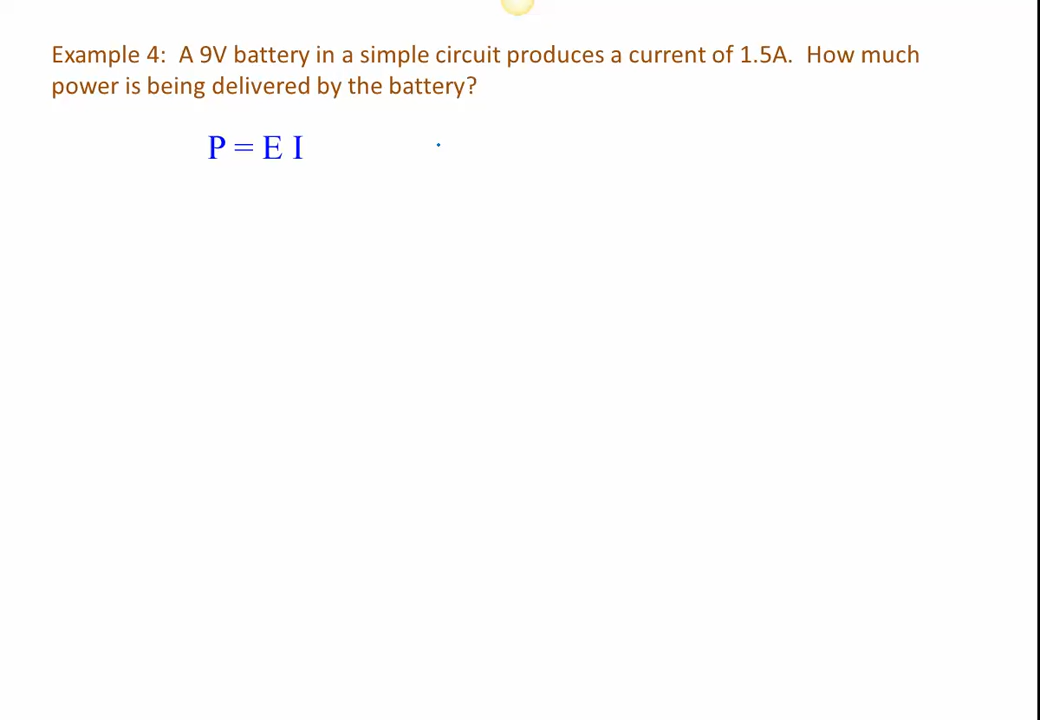 Example 4:  A 9V battery in a simple circuit produces a current of 1.5A.  How much
power is being delivered by the battery?
P = E I